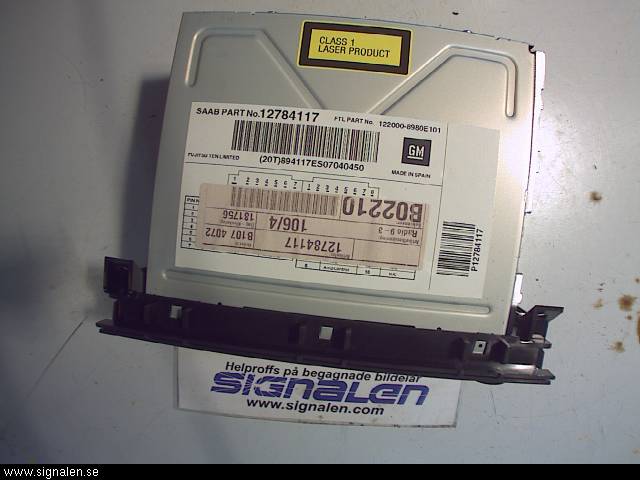 CLASS 1
LASER PRODUCT
SAAB PART No.12784117
FTL PART No. 122000-8980E101
FUJITSU TEN LIMITED
(20T)894117ES07040450
GM
MADE IN SPAIN
B02210
Radio 9-3
106/4
181756
12784117
8107 4072
P12784117
Helproffs på begagnade bildelar
SIGNALEN
www.signalen.com
www.signalen.se